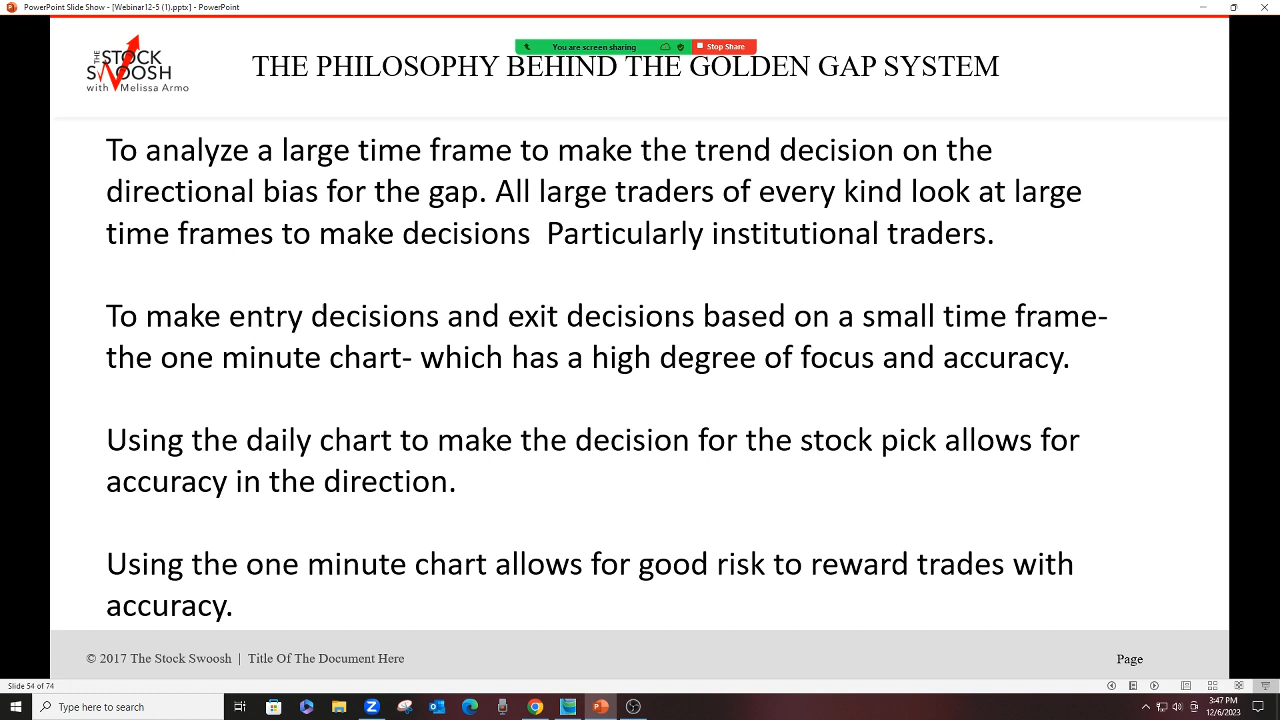 PowerPoint Slide Show - [Webinar12-5 (1).pptx] - PowerPoint
You are screen sharing
Stop Share
THE STOCK
SWOOSH
with Melissa Armo
THE PHILOSOPHY BEHIND THE GOLDEN GAP SYSTEM
To analyze a large time frame to make the trend decision on the
directional bias for the gap. All large traders of every kind look at large
time frames to make decisions  Particularly institutional traders.
To make entry decisions and exit decisions based on a small time frame-
the one minute chart- which has a high degree of focus and accuracy.
Using the daily chart to make the decision for the stock pick allows for
accuracy in the direction.
Using the one minute chart allows for good risk to reward trades with
accuracy.
© 2017 The Stock Swoosh | Title Of The Document Here
Page
Slide 54 of 74
Type here to search
3:47 PM
12/6/2023